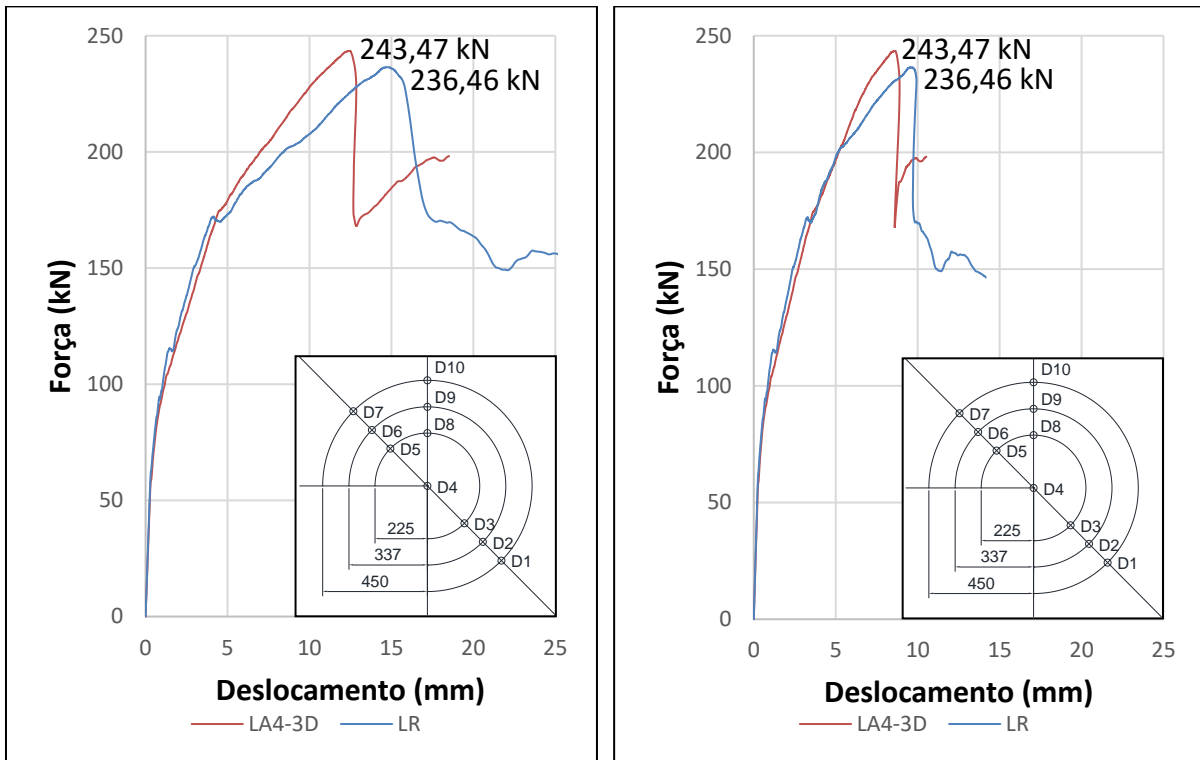 250
200
150
100
50
0
Força (kN)
243,47 kN
236,46 kN
D10
D9
D8
D7
D6
D5
D4
D3
D2
D1
225
337
450
0 5 10 15 20 25
Deslocamento (mm)
LA4-3D LR
250
200
150
100
50
0
Força (kN)
243,47 kN
236,46 kN
D10
D9
D8
D7
D6
D5
D4
D3
D2
D1
225
337
450
0 5 10 15 20 25
Deslocamento (mm)
LA4-3D LR